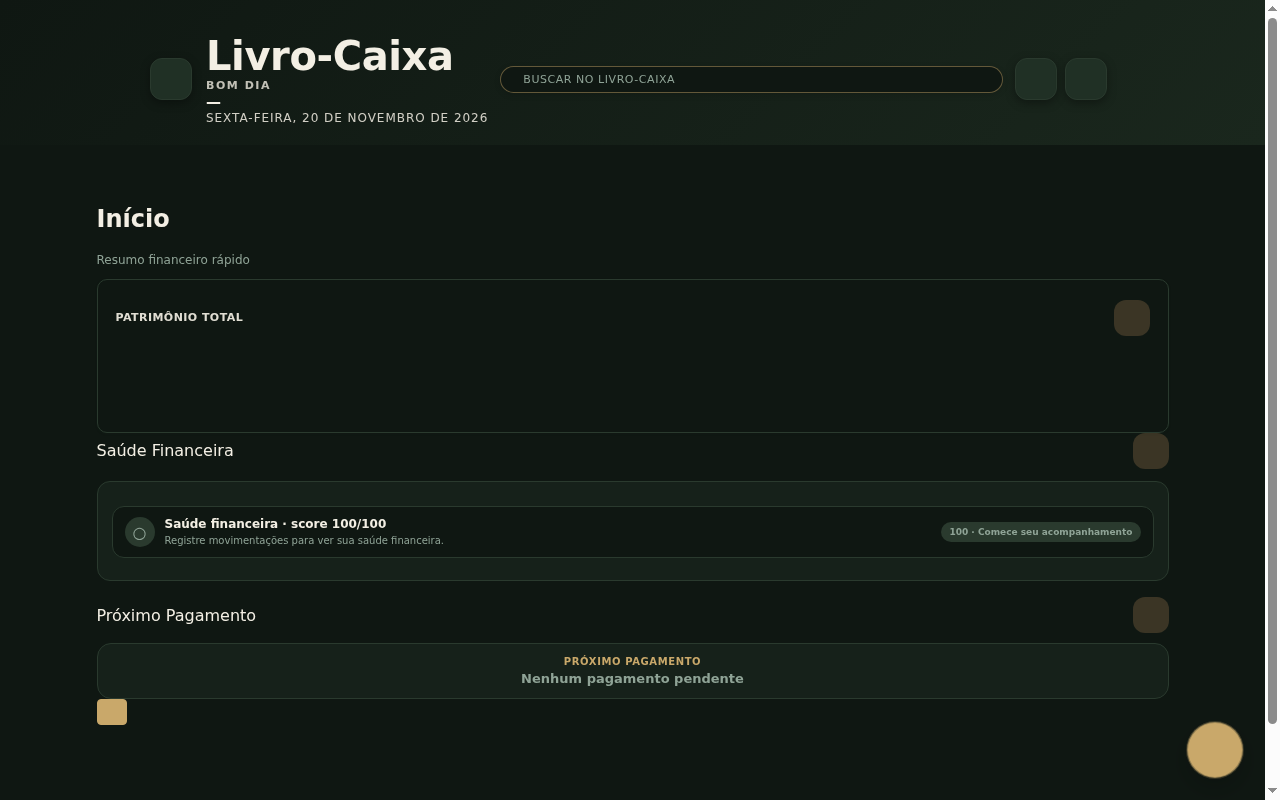 Livro-Caixa
BOM DIA
—
SEXTA-FEIRA, 20 DE NOVEMBRO DE 2026
BUSCAR NO LIVRO-CAIXA
Início
Resumo financeiro rápido
PATRIMÔNIO TOTAL
Saúde Financeira
Saúde financeira · score 100/100
Registre movimentações para ver sua saúde financeira.
100 · Comece seu acompanhamento
Próximo Pagamento
PRÓXIMO PAGAMENTO
Nenhum pagamento pendente